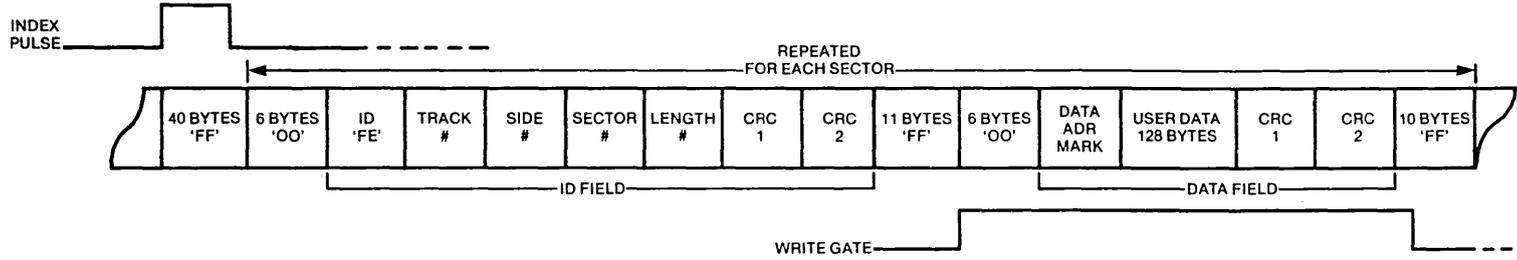 INDEX
PULSE
REPEATED
FOR EACH SECTOR
40 BYTES
'FF'
6 BYTES
'OO'
ID
'FE'
TRACK
#
SIDE
#
SECTOR
#
LENGTH
#
CRC
1
CRC
2
11 BYTES
'FF'
6 BYTES
'OO'
DATA
ADR
MARK
USER DATA
128 BYTES
CRC
1
CRC
2
10 BYTES
'FF'
ID FIELD
DATA FIELD
WRITE GATE